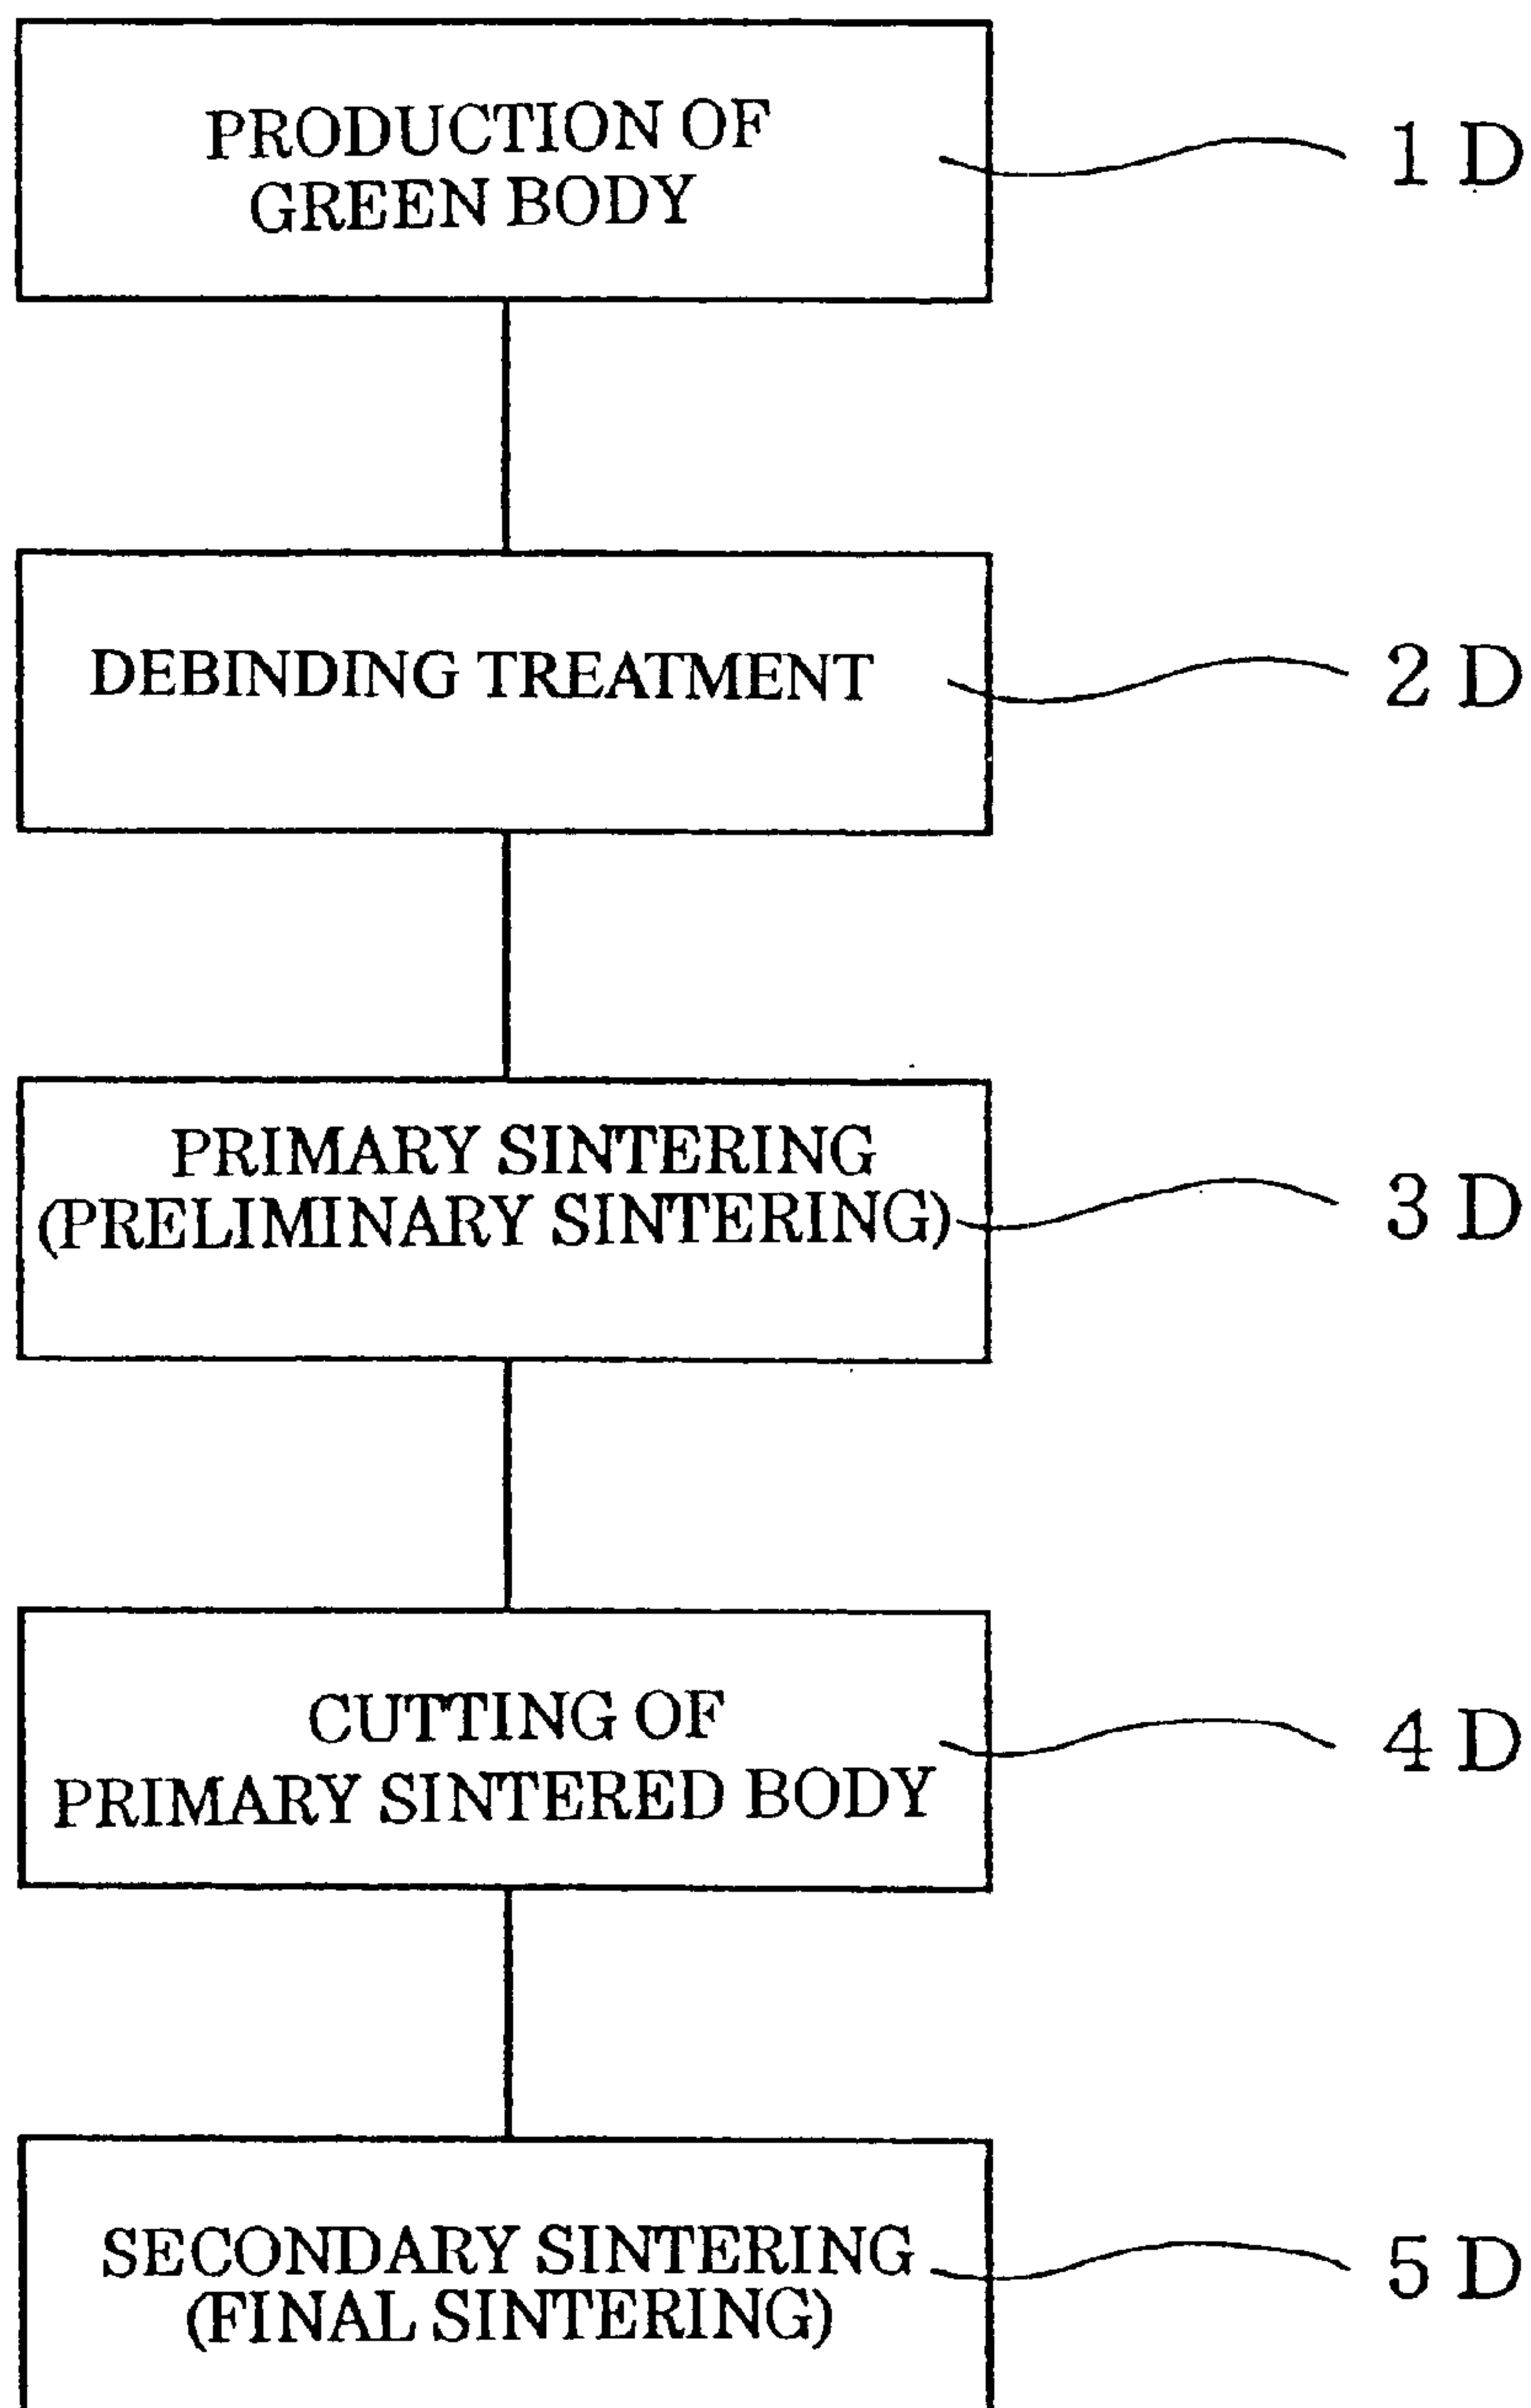 PRODUCTION OF
GREEN BODY
1 D
DEBINDING TREATMENT
2 D
PRIMARY SINTERING
(PRELIMINARY SINTERING)
3 D
CUTTING OF
PRIMARY SINTERED BODY
4 D
SECONDARY SINTERING
(FINAL SINTERING)
5 D